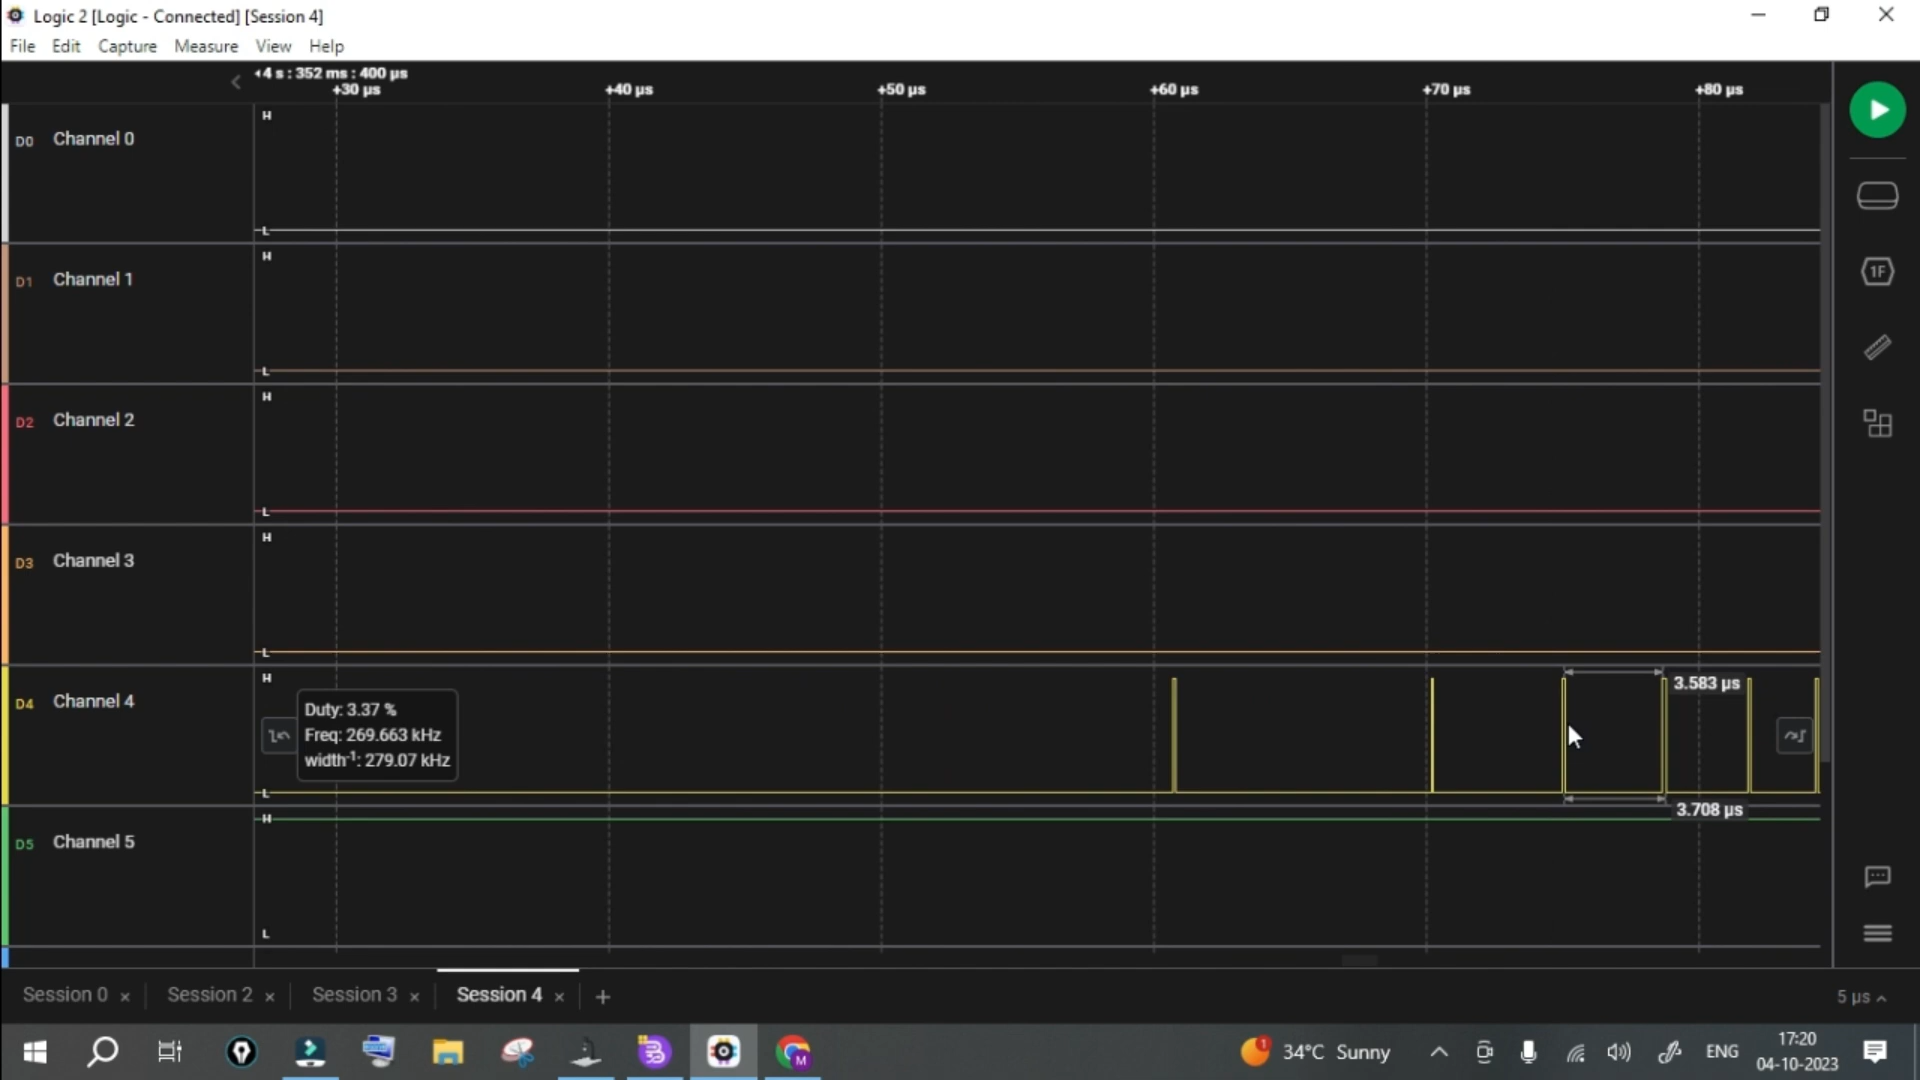 Logic 2 [Logic - Connected] [Session 4]
File Edit Capture Measure View Help
4 s : 352 ms : 400 µs
+30 µs +40 µs +50 µs +60 µs +70 µs +80 µs
H
D0 Channel 0
L
H
D1 Channel 1
L
H
D2 Channel 2
L
H
D3 Channel 3
L
H
3.583 µs
D4 Channel 4
Duty: 3.37 %
Freq: 269.663 kHz
width-1: 279.07 kHz
L
3.708 µs
H
D5 Channel 5
L
1F
Session 0 × Session 2 × Session 3 × Session 4 × +
5 µs
1
34°C Sunny
M
ENG
17:20
04-10-2023